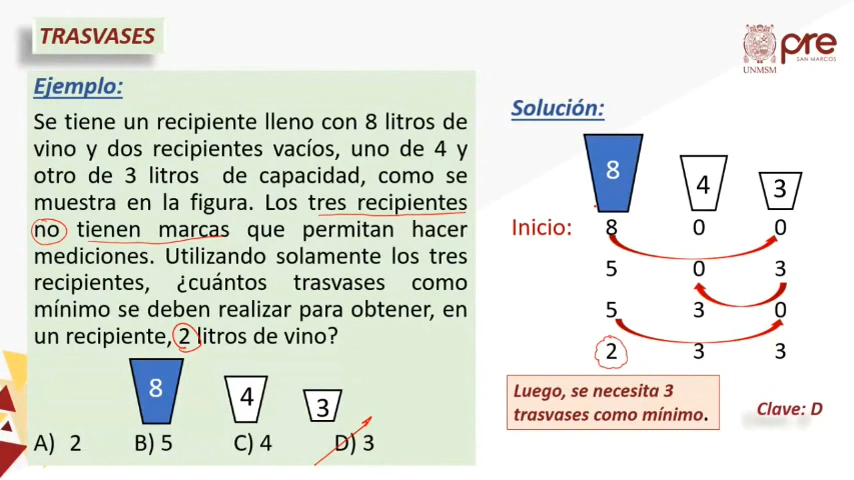 TRASVASES
UNMSM
pre
SAN MARCOS
Ejemplo:
Se tiene un recipiente lleno con 8 litros de
vino y dos recipientes vacíos, uno de 4 y
otro de 3 litros de capacidad, como se
muestra en la figura. Los tres recipientes
no tienen marcas que permitan hacer
mediciones. Utilizando solamente los tres
recipientes, ¿cuántos trasvases como
mínimo se deben realizar para obtener, en
un recipiente, 2 litros de vino?
8 4 3
A) 2 B) 5 C) 4 D) 3
Solución:
8 4 3
Inicio: 8 0 0
5 0 3
5 3 0
2 3 3
Luego, se necesita 3
trasvases como mínimo.
Clave: D